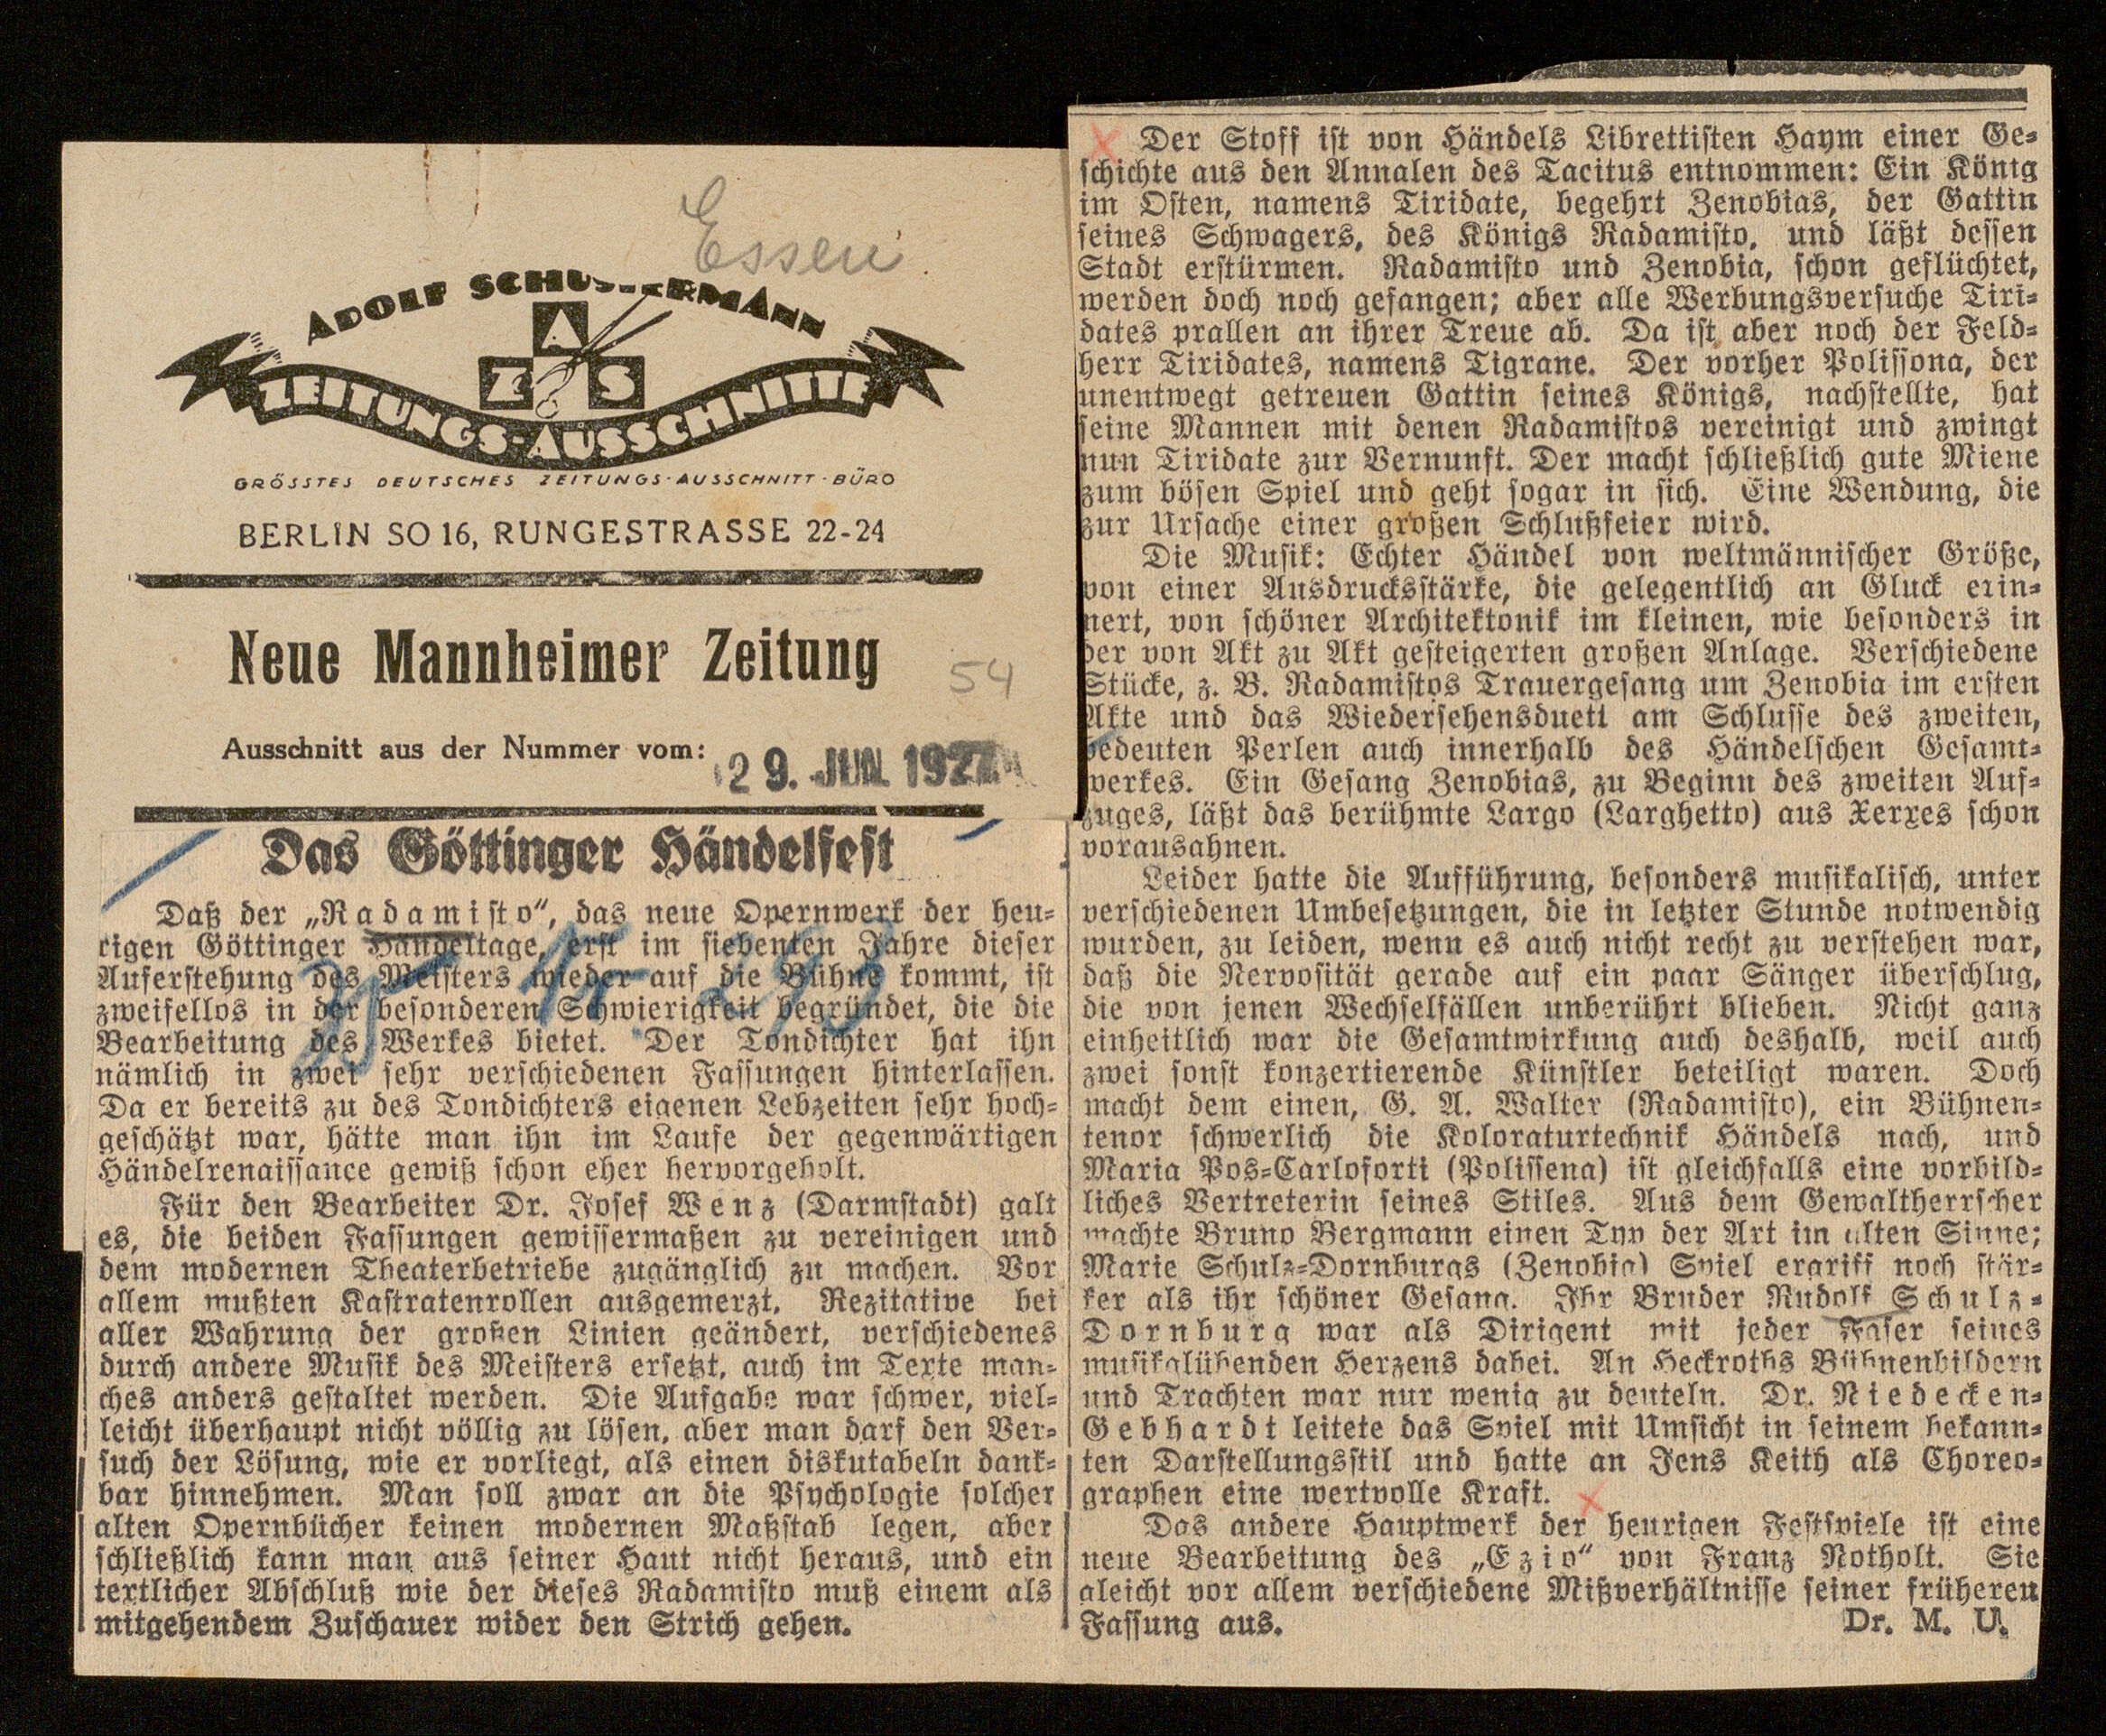 Essen
ADOLF SCHUSTERMANN
A
Z S
ZEITUNGS-AUSSCHNITTE
GRÖSSTES DEUTSCHES ZEITUNGS-AUSSCHNITT-BÜRO
BERLIN SO 16, RUNGESTRASSE 22-24
Neue Mannheimer Zeitung
54
Ausschnitt aus der Nummer vom:
29. JUN. 1927
Das Göttinger Händelfest
Daß der „Radamisto“, das neue Opernwerk der heu-
rigen Göttinger Händeltage, erst im siebenten Jahre dieser
Auferstehung des Meisters wieder auf die Bühne kommt, ist
zweifellos in der besonderen Schwierigkeit begründet, die die
Bearbeitung des Werkes bietet. Der Tondichter hat ihn
nämlich in zwei sehr verschiedenen Fassungen hinterlassen.
Da er bereits zu des Tondichters eigenen Lebzeiten sehr hoch-
geschätzt war, hätte man ihn im Laufe der gegenwärtigen
Händelrenaissance gewiß schon eher hervorgeholt.
Für den Bearbeiter Dr. Josef Wenz (Darmstadt) galt
es, die beiden Fassungen gewissermaßen zu vereinigen und
dem modernen Theaterbetriebe zugänglich zu machen. Vor
allem mußten Kastratenrollen ausgemerzt, Rezitative bei
aller Wahrung der großen Linien geändert, verschiedenes
durch andere Musik des Meisters ersetzt, auch im Texte man-
ches anders gestaltet werden. Die Aufgabe war schwer, viel-
leicht überhaupt nicht völlig zu lösen, aber man darf den Ver-
such der Lösung, wie er vorliegt, als einen diskutabeln dank-
bar hinnehmen. Man soll zwar an die Psychologie solcher
alten Opernbücher keinen modernen Maßstab legen, aber
schließlich kann man aus seiner Haut nicht heraus, und ein
textlicher Abschluß wie der dieses Radamisto muß einem als
mitgehendem Zuschauer wider den Strich gehen.
Der Stoff ist von Händels Librettisten Haym einer Ge-
schichte aus den Annalen des Tacitus entnommen: Ein König
im Osten, namens Tiridate, begehrt Zenobias, der Gattin
seines Schwagers, des Königs Radamisto, und läßt dessen
Stadt erstürmen. Radamisto und Zenobia, schon geflüchtet,
werden doch noch gefangen; aber alle Werbungsversuche Tiri-
dates prallen an ihrer Treue ab. Da ist aber noch der Feld-
herr Tiridates, namens Tigrane. Der vorher Polissona, der
unentwegt getreuen Gattin seines Königs, nachstellte, hat
seine Mannen mit denen Radamistos vereinigt und zwingt
nun Tiridate zur Vernunft. Der macht schließlich gute Miene
zum bösen Spiel und geht sogar in sich. Eine Wendung, die
zur Ursache einer großen Schlußfeier wird.
Die Musik: Echter Händel von weltmännischer Größe,
von einer Ausdrucksstärke, die gelegentlich an Gluck erin-
nert, von schöner Architektonik im kleinen, wie besonders in
der von Akt zu Akt gesteigerten großen Anlage. Verschiedene
Stücke, z. B. Radamistos Trauergesang um Zenobia im ersten
Akte und das Wiedersehensduett am Schlusse des zweiten,
bedeuten Perlen auch innerhalb des Händelschen Gesamt-
werkes. Ein Gesang Zenobias, zu Beginn des zweiten Auf-
zuges, läßt das berühmte Largo (Larghetto) aus Xerxes schon
vorausahnen.
Leider hatte die Aufführung, besonders musikalisch, unter
verschiedenen Umbesetzungen, die in letzter Stunde notwendig
wurden, zu leiden, wenn es auch nicht recht zu verstehen war,
daß die Nervosität gerade auf ein paar Sänger überschlug,
die von jenen Wechselfällen unberührt blieben. Nicht ganz
einheitlich war die Gesamtwirkung auch deshalb, weil auch
zwei sonst konzertierende Künstler beteiligt waren. Doch
macht dem einen, G. A. Walter (Radamisto), ein Bühnen-
tenor schwerlich die Koloraturtechnik Händels nach, und
Maria Pos-Carloforti (Polissena) ist gleichfalls eine vorbild-
liches Vertreterin seines Stiles. Aus dem Gewaltherrscher
machte Bruno Bergmann einen Typ der Art im alten Sinne;
Marie Schulz-Dornburgs (Zenobia) Spiel ergriff noch stär-
ker als ihr schöner Gesang. Ihr Bruder Rudolf Schulz-
Dornburg war als Dirigent mit jeder Faser seines
musikglühenden Herzens dabei. An Heckroths Bühnenbildern
und Trachten war nur wenig zu deuteln. Dr. Niedecken-
Gebhardt leitete das Spiel mit Umsicht in seinem bekann-
ten Darstellungsstil und hatte an Jens Keith als Choreo-
graphen eine wertvolle Kraft.
Das andere Hauptwerk der heurigen Festspiele ist eine
neue Bearbeitung des „Ezio“ von Franz Notholt. Sie
gleicht vor allem verschiedene Mißverhältnisse seiner früheren
Fassung aus.
Dr. M. U.